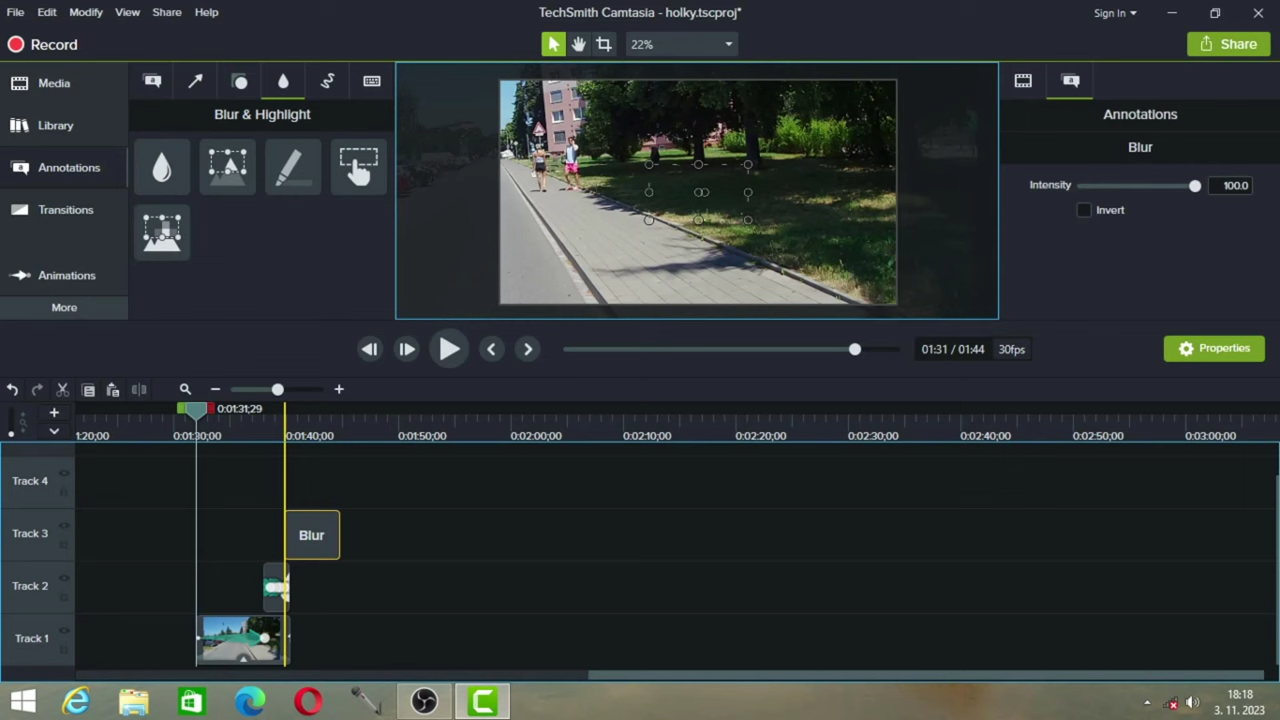 File Edit Modify View Share Help
TechSmith Camtasia - holky.tscproj*
Sign In
Record
22%
Share
Media
Library
Annotations
Transitions
Animations
More
Blur & Highlight
Annotations
Blur
Intensity
100.0
Invert
01:31 / 01:44 30fps
Properties
0:01:31;29
1:20;00 0:01:30;00 0:01:40;00 0:01:50;00 0:02:00;00 0:02:10;00 0:02:20;00 0:02:30;00 0:02:40;00 0:02:50;00 0:03:00;00
Track 4
Track 3
Blur
Track 2
Track 1
18:18
3. 11. 2023